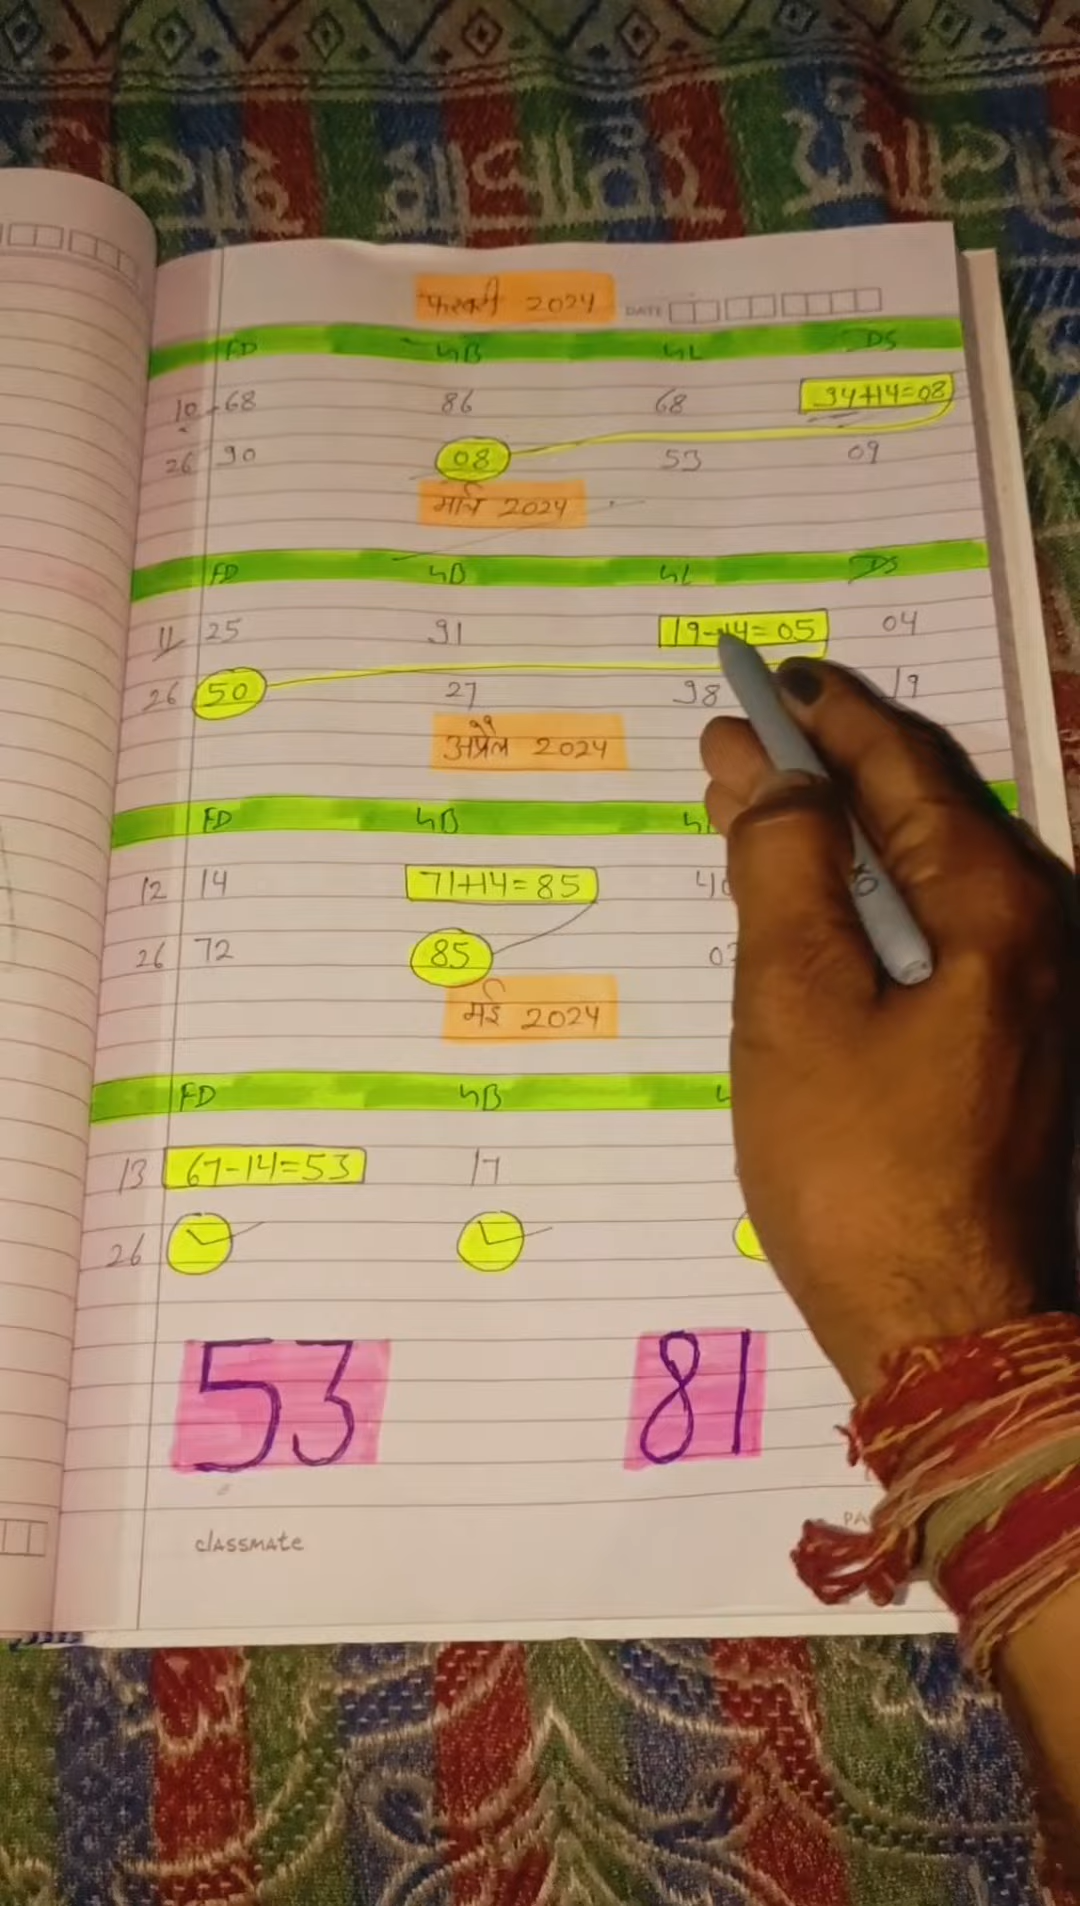 फरवरी 2024 DATE
FD GB GL DS
10 68 86 68 94+14=08
26 90 08 53 09
मार्च 2024
FD GB GL DS
11 25 91 19-14=05 04
26 50 27 98 19
अप्रैल 2024
FD GB
12 14 71+14=85
26 72 85
मई 2024
FD GB
13 67-14=53 17
26
53 81
classmate